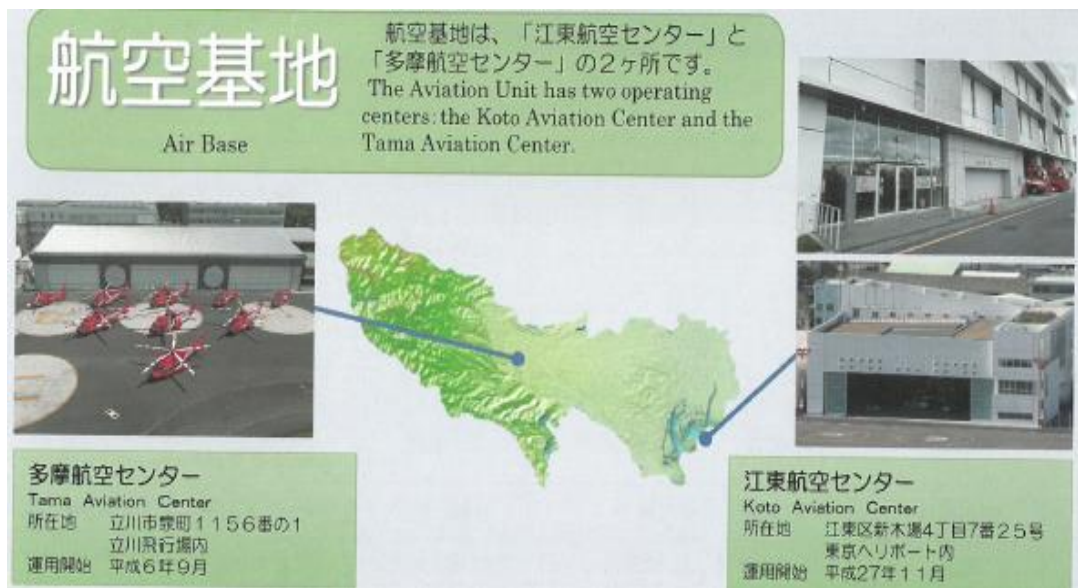 航空基地
Air Base
航空基地は、「江東航空センター」と
「多摩航空センター」の2ヶ所です。
The Aviation Unit has two operating
centers: the Koto Aviation Center and the
Tama Aviation Center.
多摩航空センター
Tama Aviation Center
所在地 立川市泉町1156番の1
立川飛行場内
運用開始 平成6年9月
江東航空センター
Koto Aviation Center
所在地 江東区新木場4丁目7番25号
東京ヘリポート内
運用開始 平成27年11月